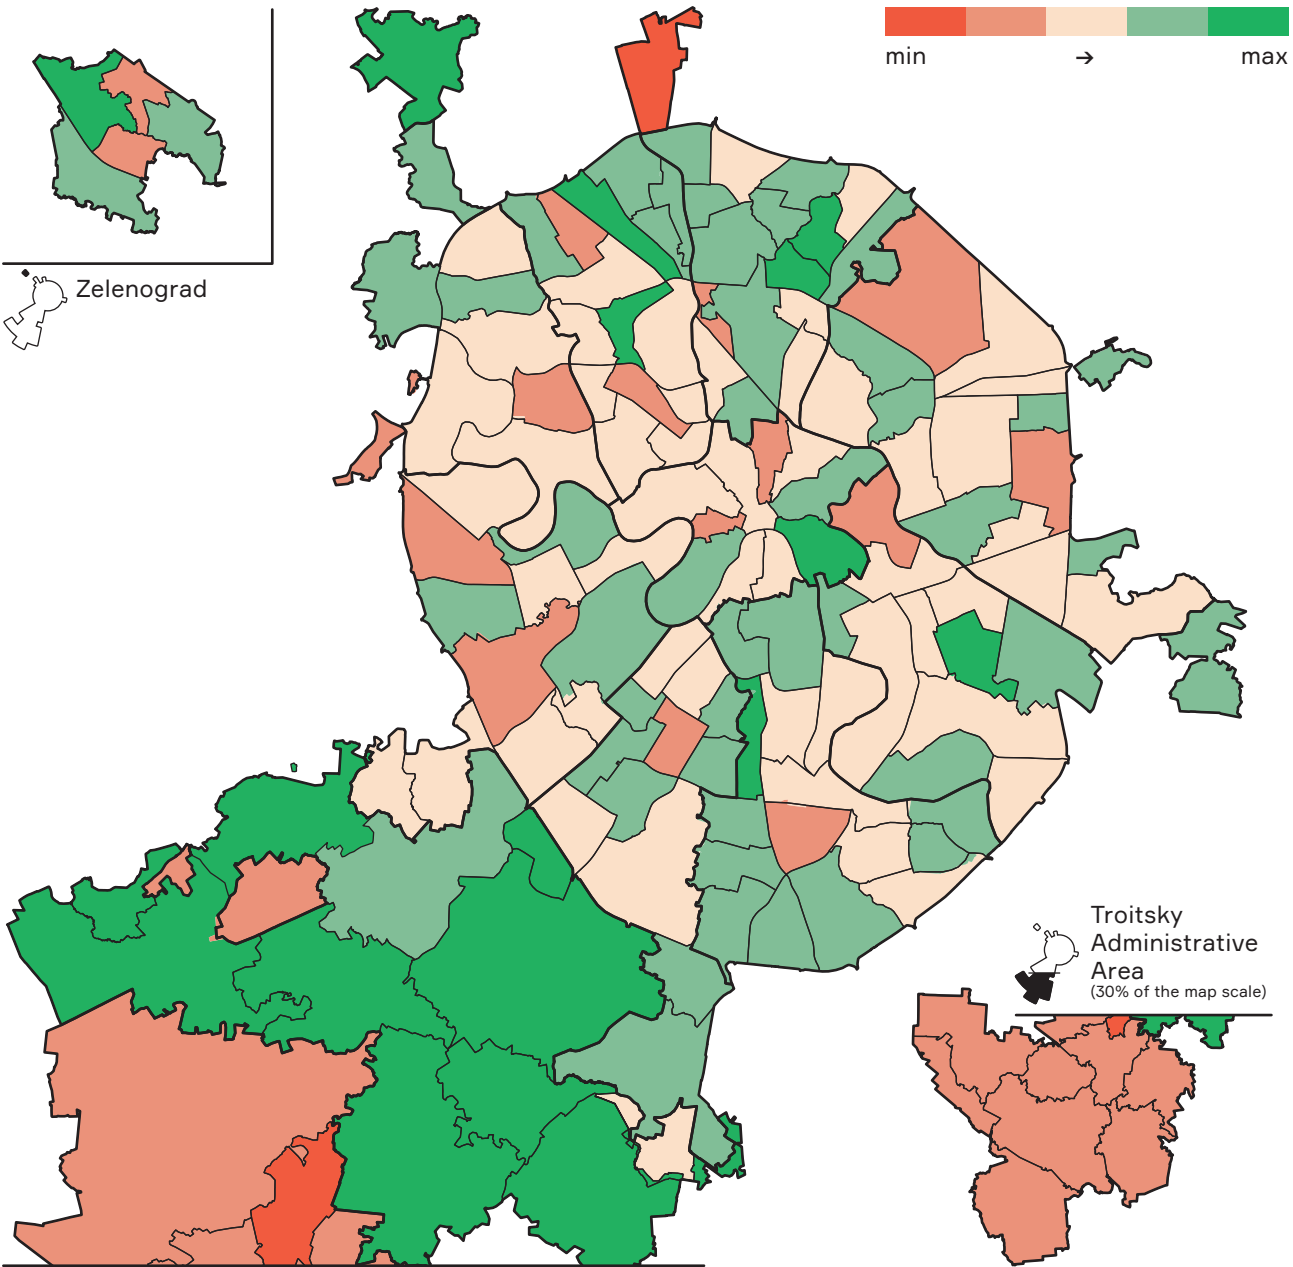 min → max
Zelenograd
Troitsky
Administrative
Area
(30% of the map scale)